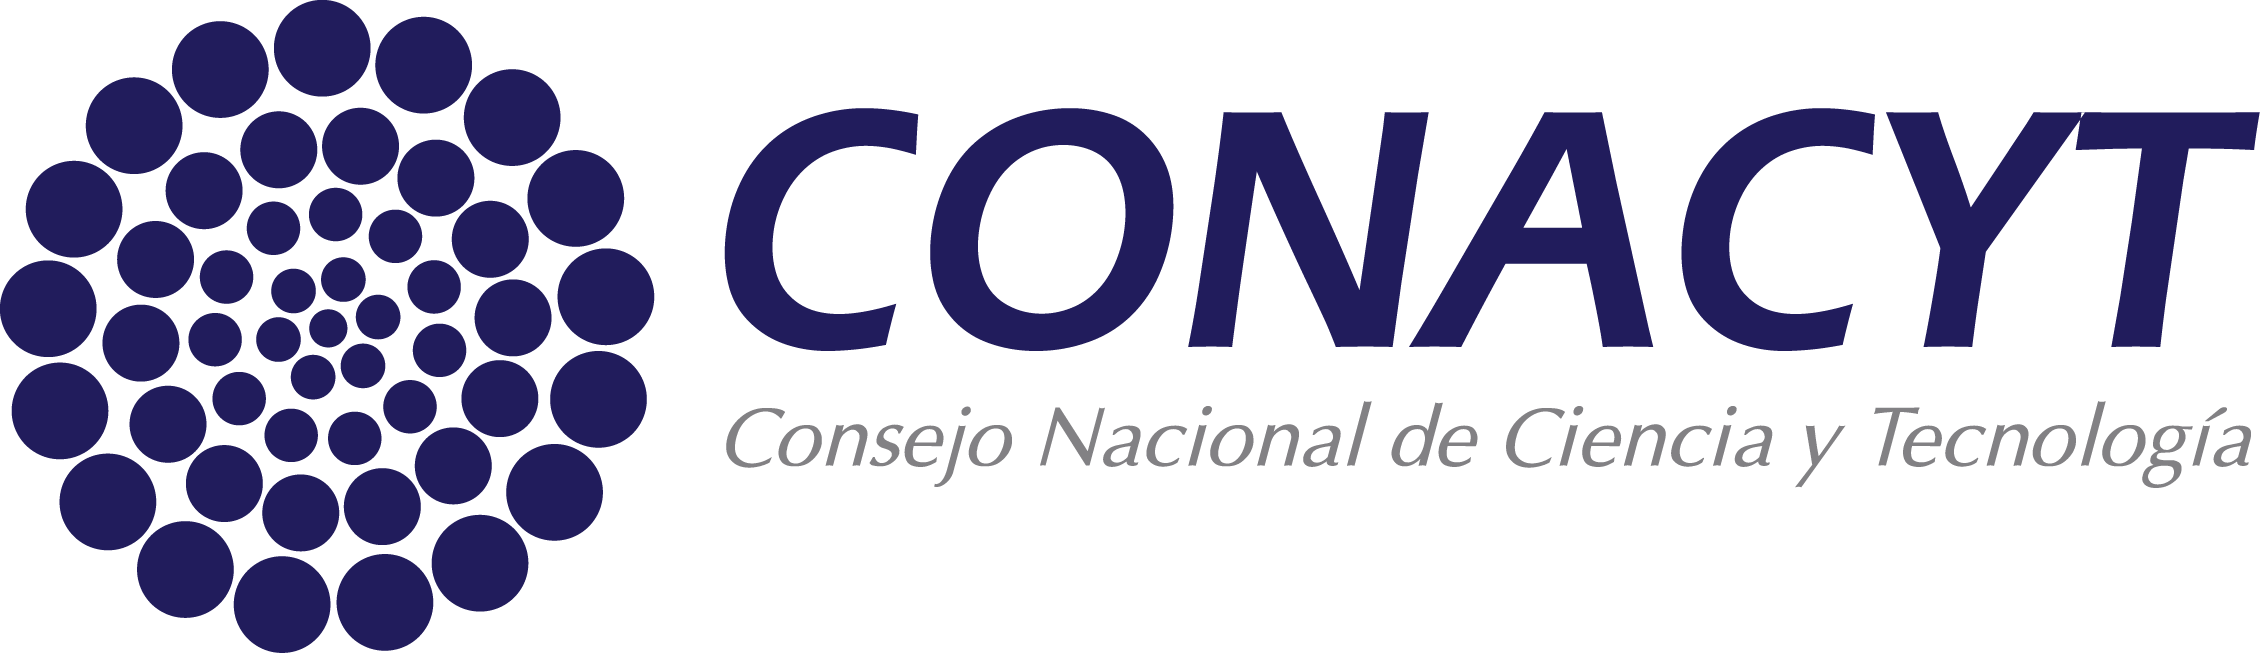 CONACYT
Consejo Nacional de Ciencia y Tecnología